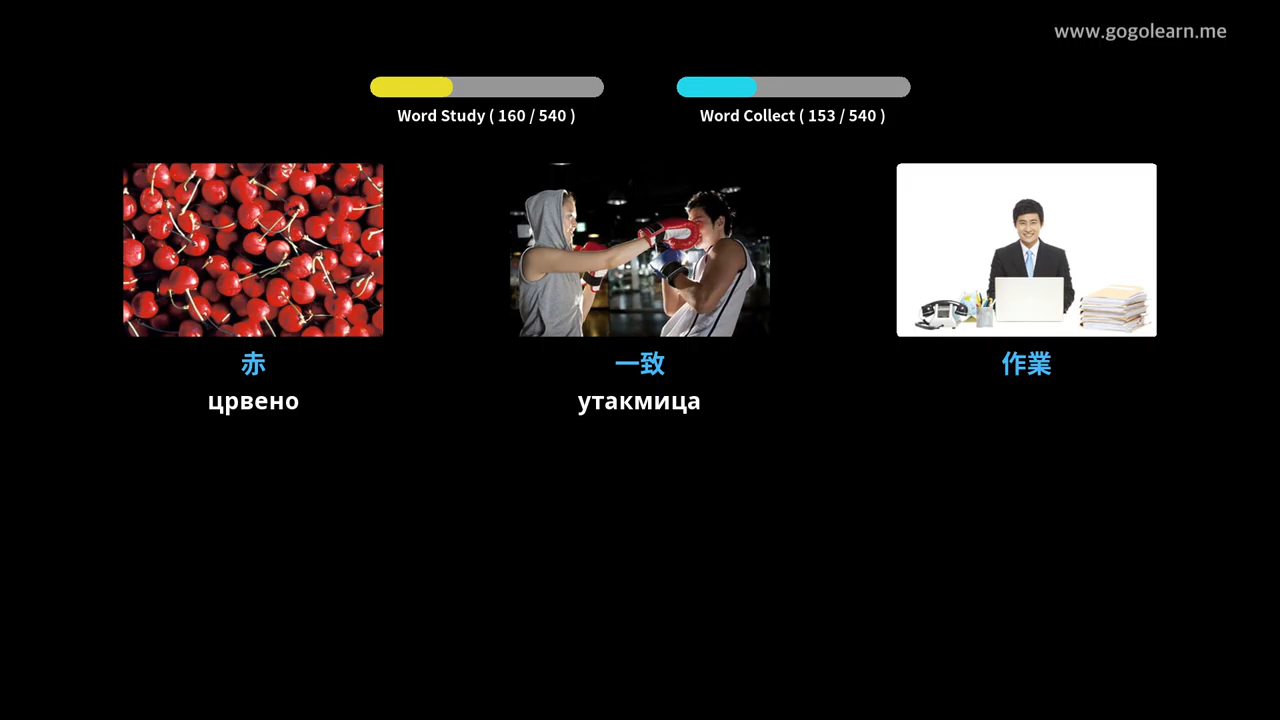 www.gogolearn.me
Word Study ( 160 / 540 )
Word Collect ( 153 / 540 )
赤
一致
作業
црвено
утакмица